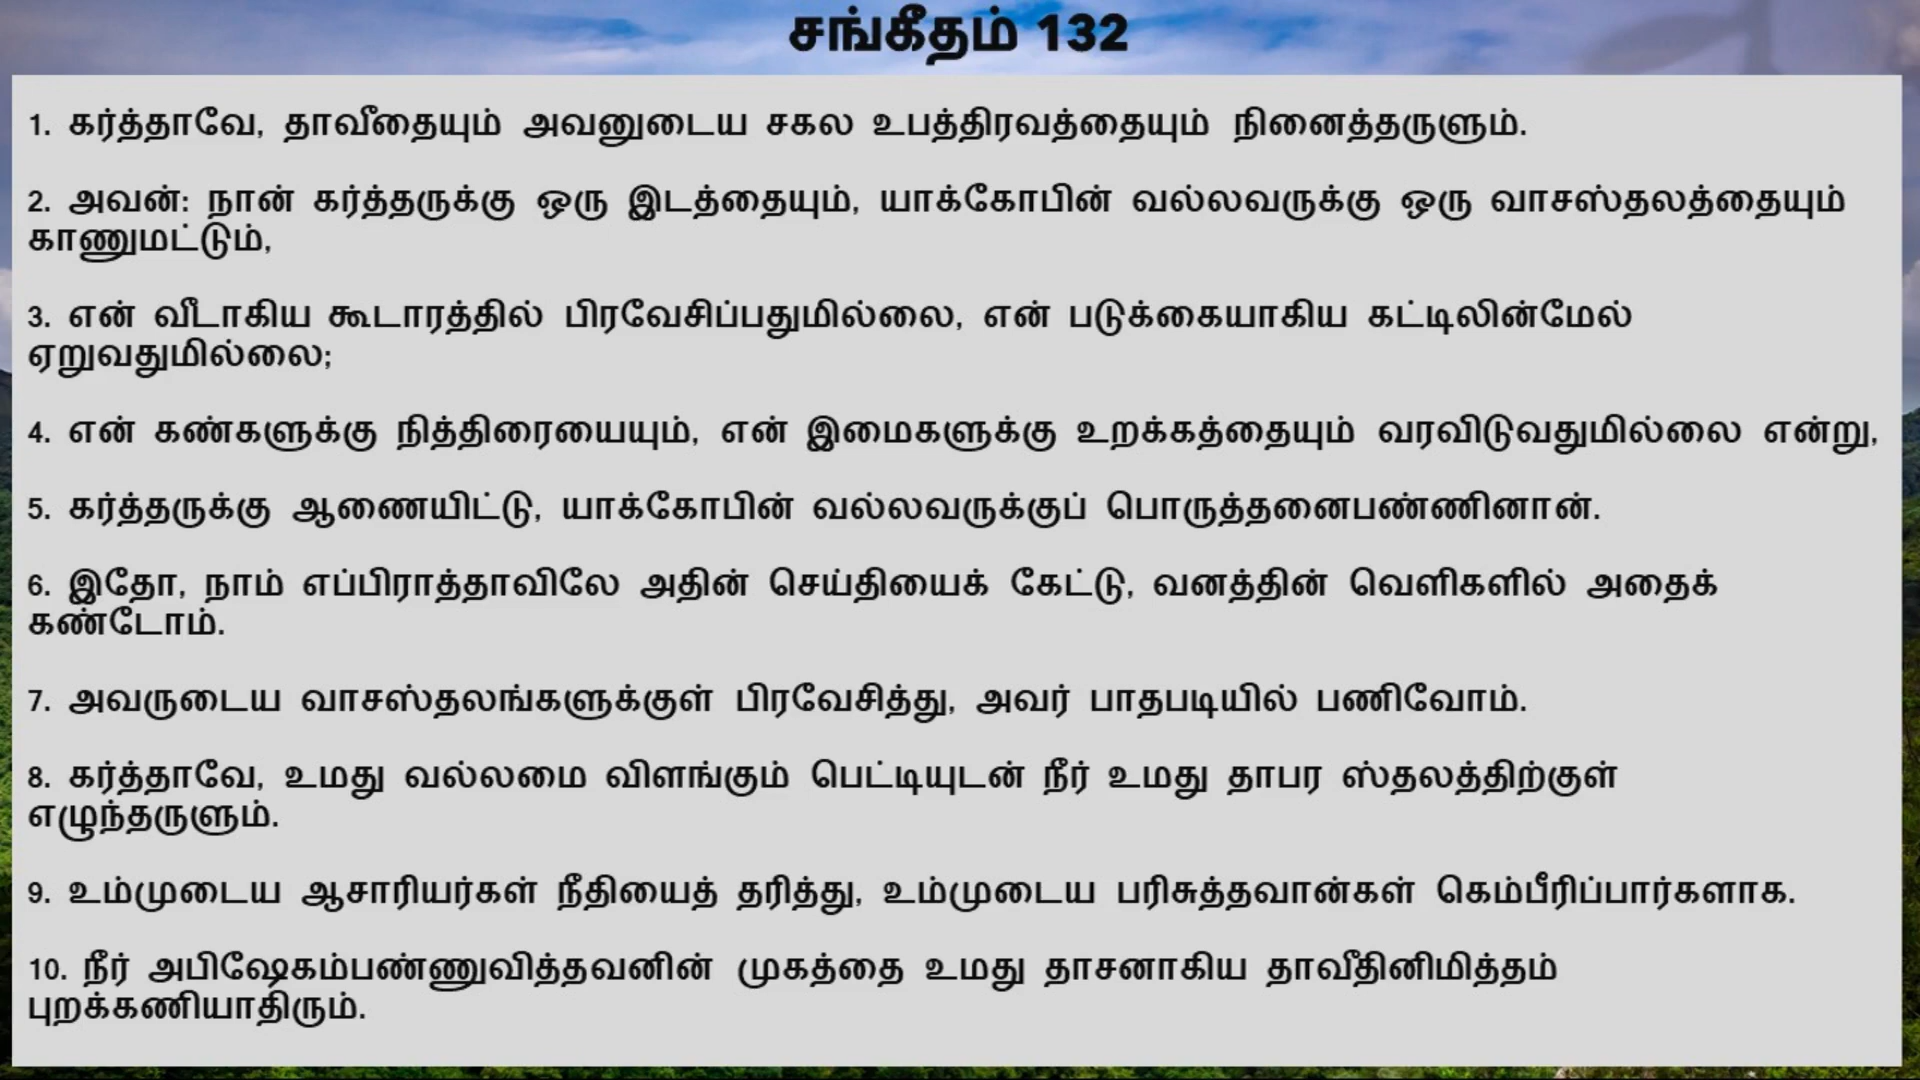 சங்கீதம் 132
1. கர்த்தாவே, தாவீதையும் அவனுடைய சகல உபத்திரவத்தையும் நினைத்தருளும்.
2. அவன்: நான் கர்த்தருக்கு ஒரு இடத்தையும், யாக்கோபின் வல்லவருக்கு ஒரு வாசஸ்தலத்தையும்
காணுமட்டும்,
3. என் வீடாகிய கூடாரத்தில் பிரவேசிப்பதுமில்லை, என் படுக்கையாகிய கட்டிலின்மேல்
ஏறுவதுமில்லை;
4. என் கண்களுக்கு நித்திரையையும், என் இமைகளுக்கு உறக்கத்தையும் வரவிடுவதுமில்லை என்று,
5. கர்த்தருக்கு ஆணையிட்டு, யாக்கோபின் வல்லவருக்குப் பொருத்தனைபண்ணினான்.
6. இதோ, நாம் எப்பிராத்தாவிலே அதின் செய்தியைக் கேட்டு, வனத்தின் வெளிகளில் அதைக்
கண்டோம்.
7. அவருடைய வாசஸ்தலங்களுக்குள் பிரவேசித்து, அவர் பாதபடியில் பணிவோம்.
8. கர்த்தாவே, உமது வல்லமை விளங்கும் பெட்டியுடன் நீர் உமது தாபர ஸ்தலத்திற்குள்
எழுந்தருளும்.
9. உம்முடைய ஆசாரியர்கள் நீதியைத் தரித்து, உம்முடைய பரிசுத்தவான்கள் கெம்பீரிப்பார்களாக.
10. நீர் அபிஷேகம்பண்ணுவித்தவனின் முகத்தை உமது தாசனாகிய தாவீதினிமித்தம்
புறக்கணியாதிரும்.